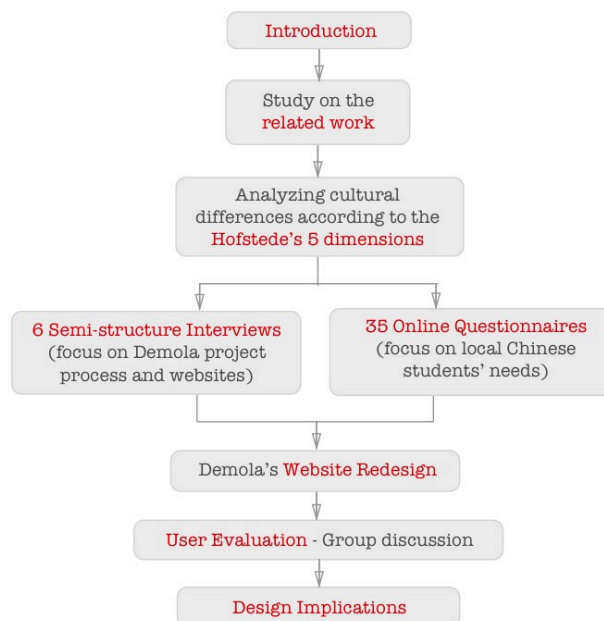 Introduction
Study on the
related work
Analyzing cultural
differences according to the
Hofstede's 5 dimensions
6 Semi-structure Interviews
(focus on Demola project
process and websites)
35 Online Questionnaires
(focus on local Chinese
students' needs)
Demola's Website Redesign
User Evaluation - Group discussion
Design Implications